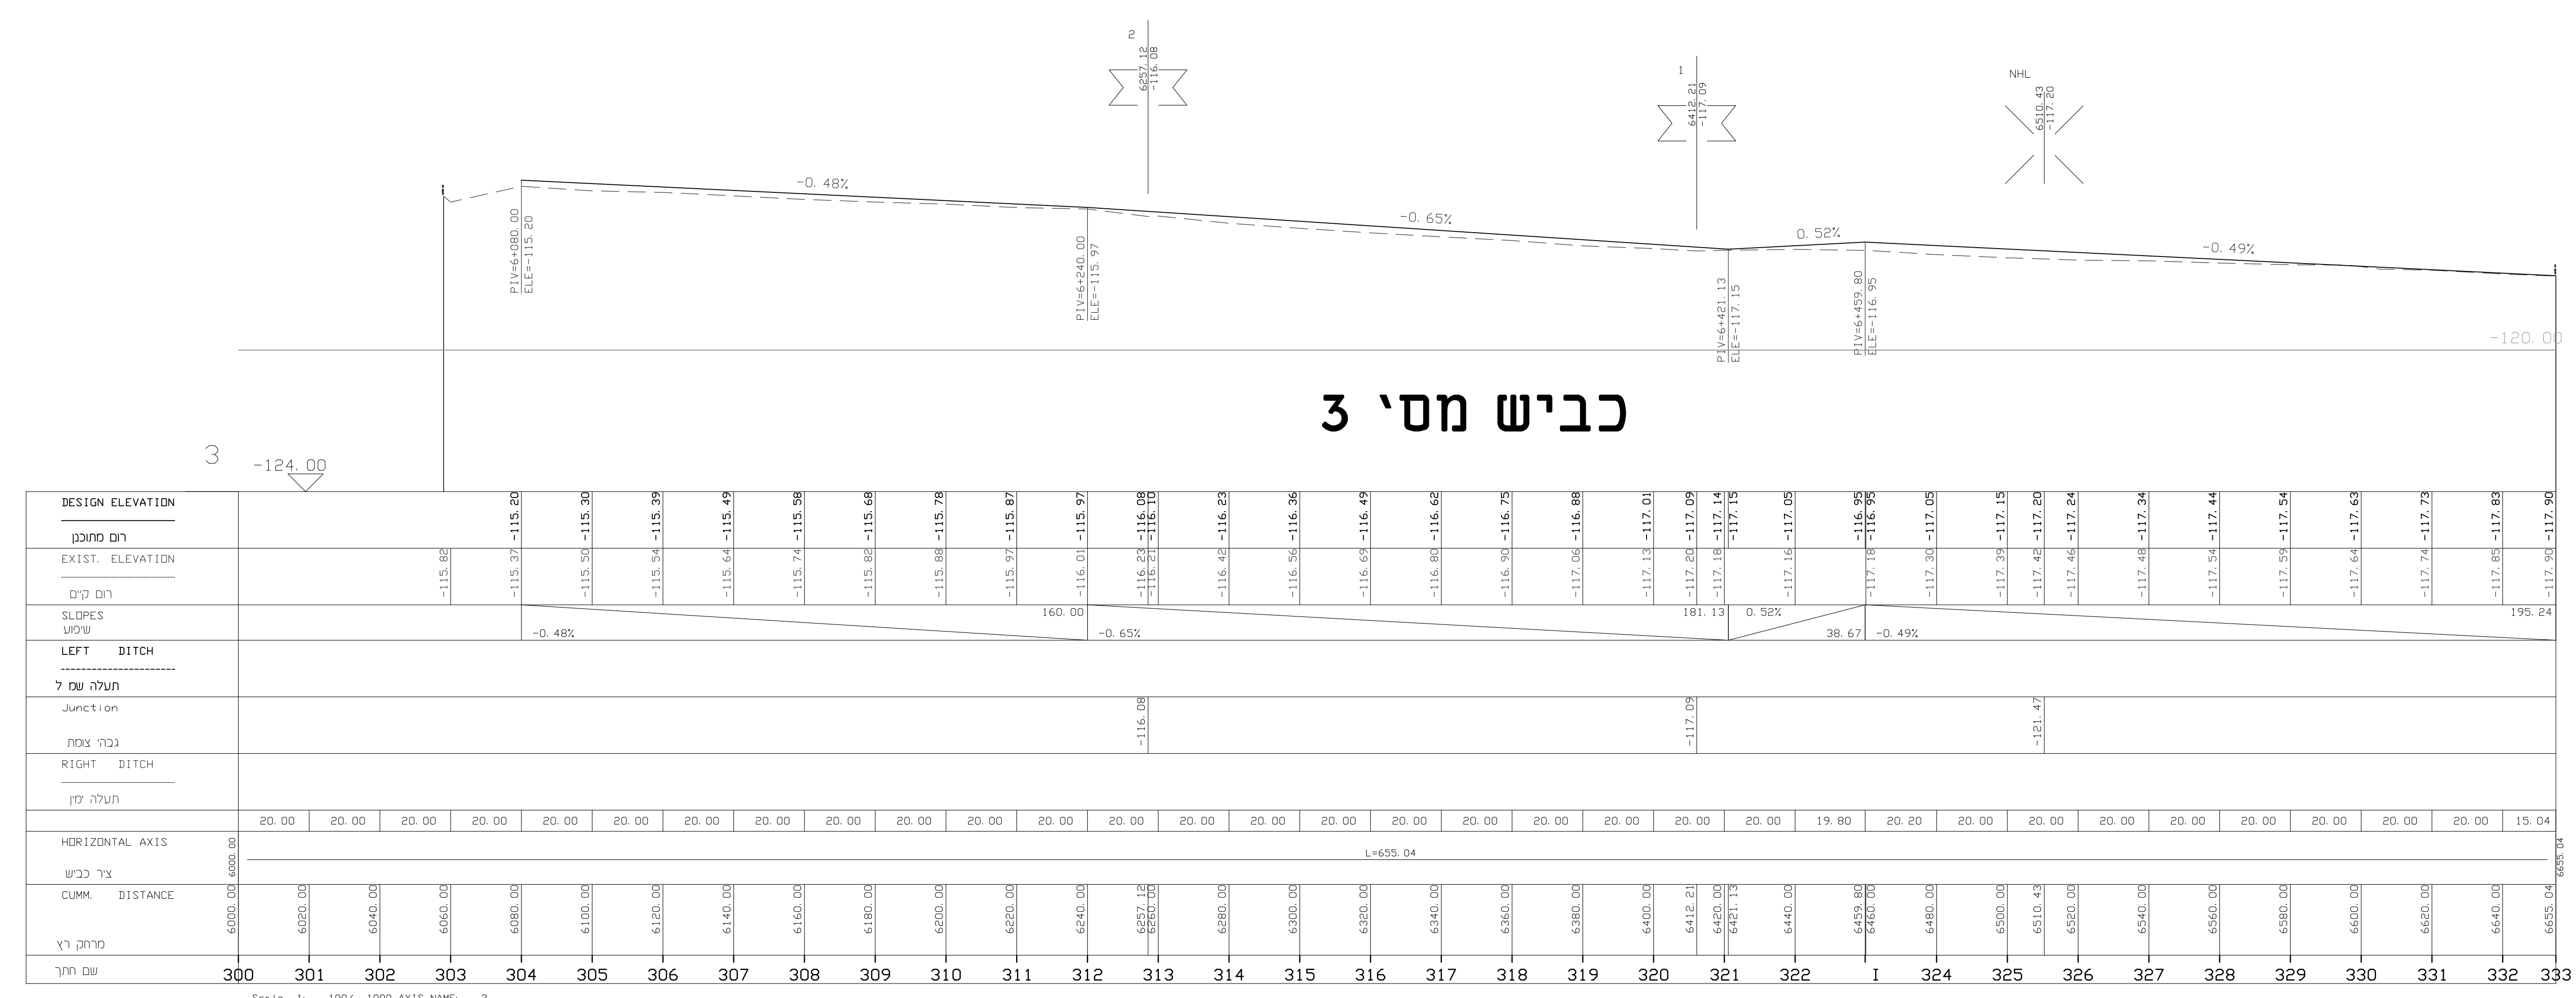 2
6257.12
-116.08
1
6412.21
-117.09
NHL
6510.43
-117.20
-0.48%
-0.65%
0.52%
-0.49%
PIV=6+080.00
ELE=-115.20
PIV=6+240.00
ELE=-115.97
PIV=6+421.13
ELE=-117.15
PIV=6+459.80
ELE=-116.95
-120.00
כביש מס' 3
3
-124.00
DESIGN ELEVATION
רום מתוכנן
-115.20 -115.30 -115.39 -115.49 -115.58 -115.68 -115.78 -115.87 -115.97 -116.08 -116.10 -116.23 -116.36 -116.49 -116.62 -116.75 -116.88 -117.01 -117.09 -117.14 -117.15 -117.05 -116.95 -116.95 -117.05 -117.15 -117.20 -117.24 -117.34 -117.44 -117.54 -117.63 -117.73 -117.83 -117.90
EXIST. ELEVATION
רום קיים
-115.82 -115.37 -115.50 -115.54 -115.64 -115.74 -115.82 -115.88 -115.97 -116.01 -116.23 -116.21 -116.42 -116.56 -116.69 -116.80 -116.90 -117.06 -117.13 -117.20 -117.18 -117.16 -117.18 -117.30 -117.39 -117.42 -117.46 -117.48 -117.54 -117.59 -117.64 -117.74 -117.85 -117.90
SLOPES
שיפוע
160.00 181.13 0.52% 195.24
-0.48% -0.65% 38.67 -0.49%
LEFT DITCH
תעלה שמ ל
Junction
גבהי צומת
-116.08 -117.09 -121.47
RIGHT DITCH
תעלה ימין
20.00 20.00 20.00 20.00 20.00 20.00 20.00 20.00 20.00 20.00 20.00 20.00 20.00 20.00 20.00 20.00 20.00 20.00 20.00 20.00 20.00 20.00 19.80 20.20 20.00 20.00 20.00 20.00 20.00 20.00 20.00 20.00 15.04
HORIZONTAL AXIS
ציר כביש
6000.00 L=655.04 6655.04
CUMM. DISTANCE
מרחק רץ
6000.00 6020.00 6040.00 6060.00 6080.00 6100.00 6120.00 6140.00 6160.00 6180.00 6200.00 6220.00 6240.00 6257.12 6260.00 6280.00 6300.00 6320.00 6340.00 6360.00 6380.00 6400.00 6412.21 6420.00 6421.13 6440.00 6459.80 6460.00 6480.00 6500.00 6510.43 6520.00 6540.00 6560.00 6580.00 6600.00 6620.00 6640.00 6655.04
שם חתך
300 301 302 303 304 305 306 307 308 309 310 311 312 313 314 315 316 317 318 319 320 321 322 I 324 325 326 327 328 329 330 331 332 333